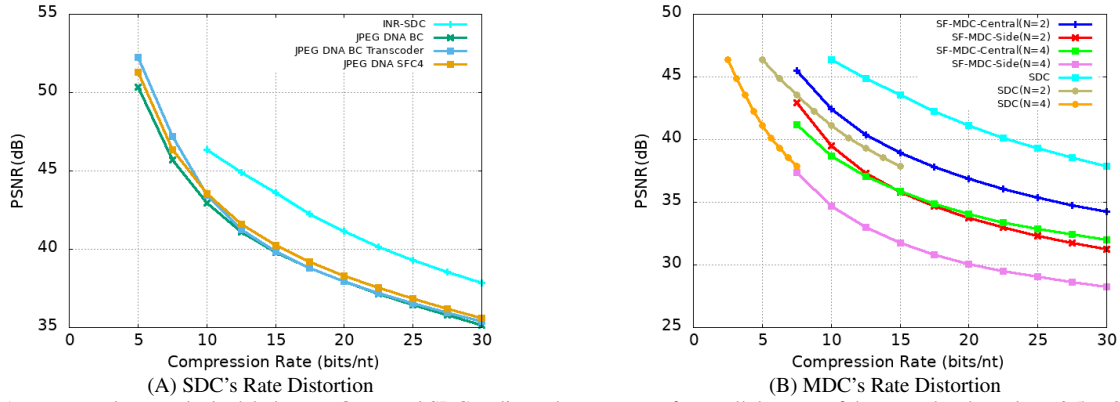 55
50
45
40
35
PSNR(dB)
0
5
10
15
20
25
30
Compression Rate (bits/nt)
INR-SDC
JPEG DNA BC
JPEG DNA BC Transcoder
JPEG DNA SFC4
(A) SDC's Rate Distortion
50
45
40
35
30
25
PSNR(dB)
0
5
10
15
20
25
30
Compression Rate (bits/nt)
SF-MDC-Central(N=2)
SF-MDC-Side(N=2)
SF-MDC-Central(N=4)
SF-MDC-Side(N=4)
SDC
SDC(N=2)
SDC(N=4)
(B) MDC's Rate Distortion